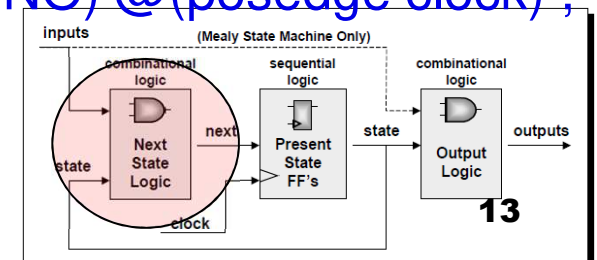 NO) @ (posedge clock) ;
inputs
(Mealy State Machine Only)
combinational
logic
sequential
logic
combinational
logic
Next
State
Logic
next
Present
State
FF's
state
Output
Logic
outputs
state
clock
13